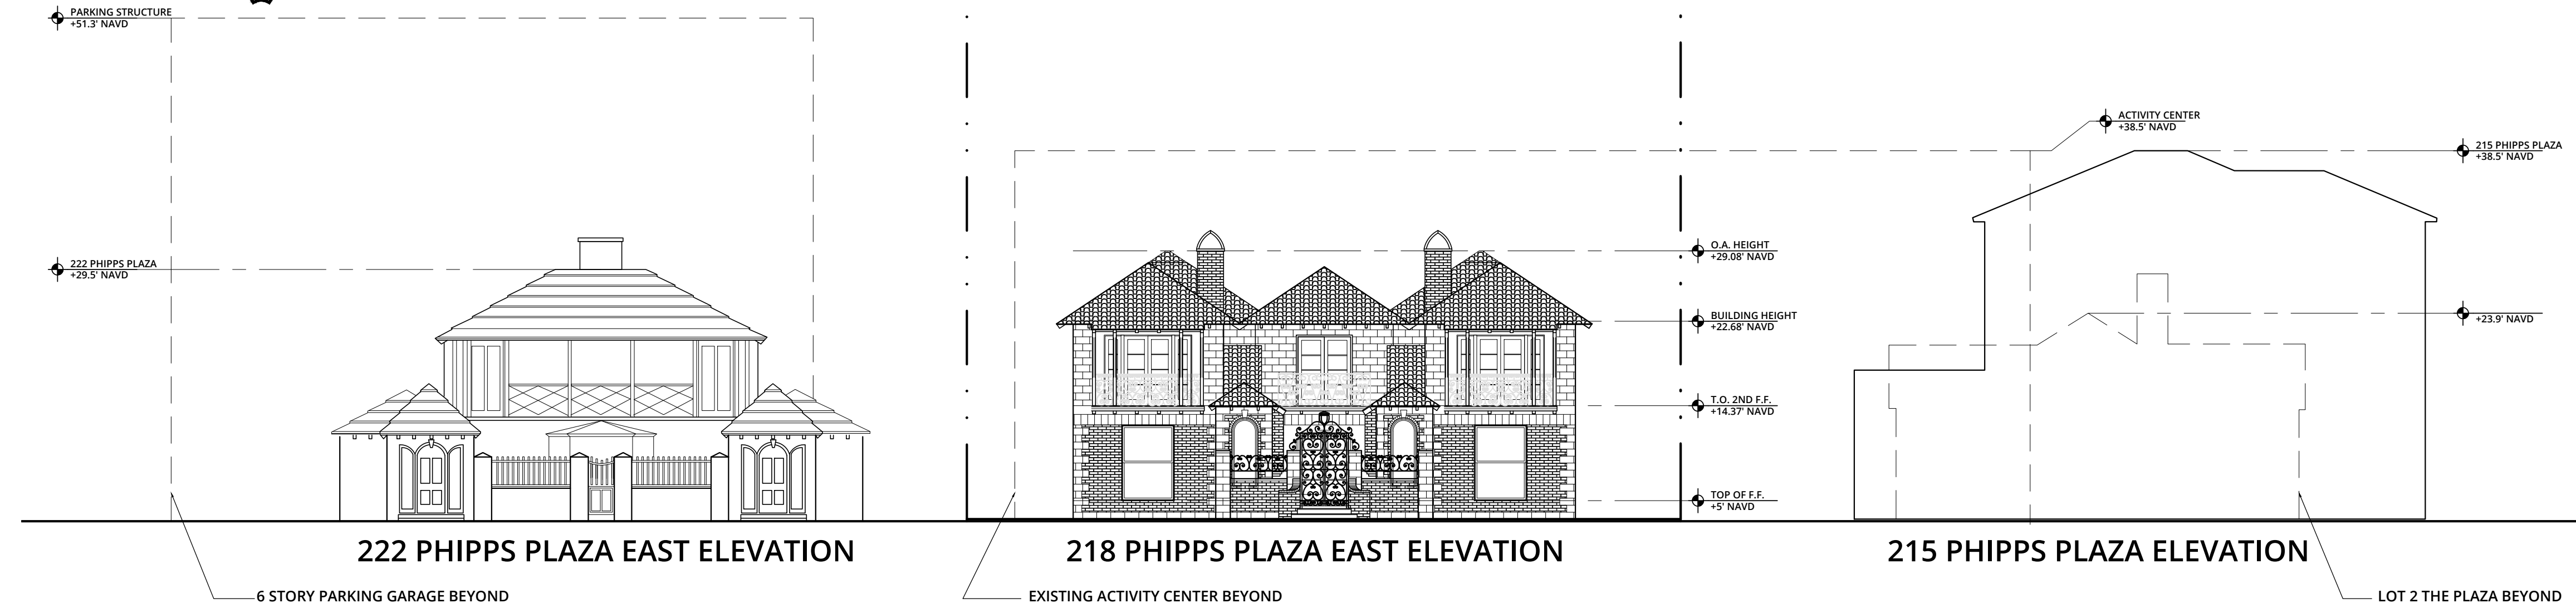 PARKING STRUCTURE
+51.3' NAVD
222 PHIPPS PLAZA
+29.5' NAVD
ACTIVITY CENTER
+38.5' NAVD
215 PHIPPS PLAZA
+38.5' NAVD
O.A. HEIGHT
+29.08' NAVD
BUILDING HEIGHT
+22.68' NAVD
+23.9' NAVD
T.O. 2ND F.F.
+14.37' NAVD
TOP OF F.F.
+5' NAVD
222 PHIPPS PLAZA EAST ELEVATION
218 PHIPPS PLAZA EAST ELEVATION
215 PHIPPS PLAZA ELEVATION
6 STORY PARKING GARAGE BEYOND
EXISTING ACTIVITY CENTER BEYOND
LOT 2 THE PLAZA BEYOND